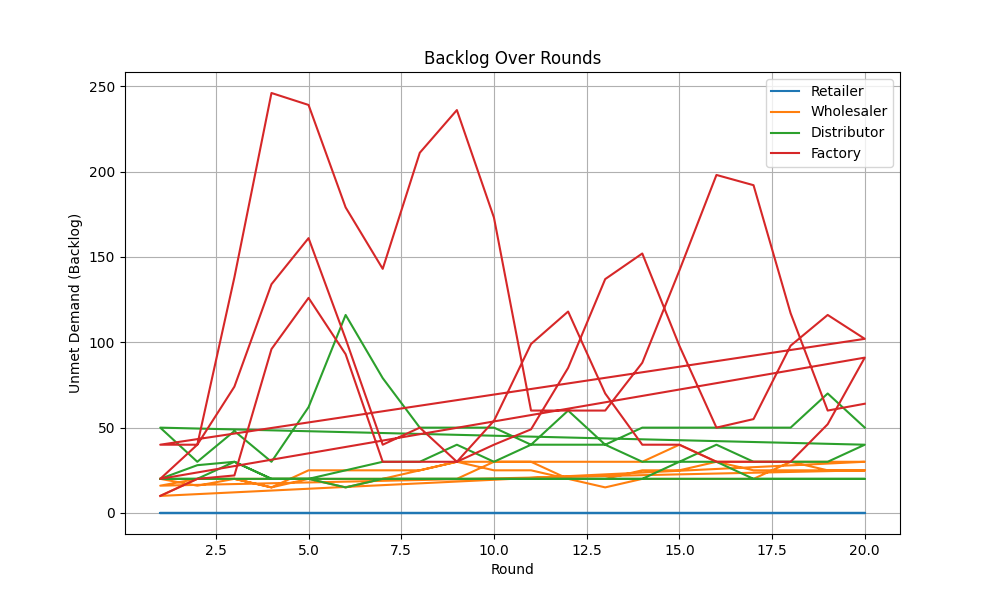 Backlog Over Rounds
Retailer
Wholesaler
Distributor
Factory
Unmet Demand (Backlog)
250
200
150
100
50
0
2.5 5.0 7.5 10.0 12.5 15.0 17.5 20.0
Round